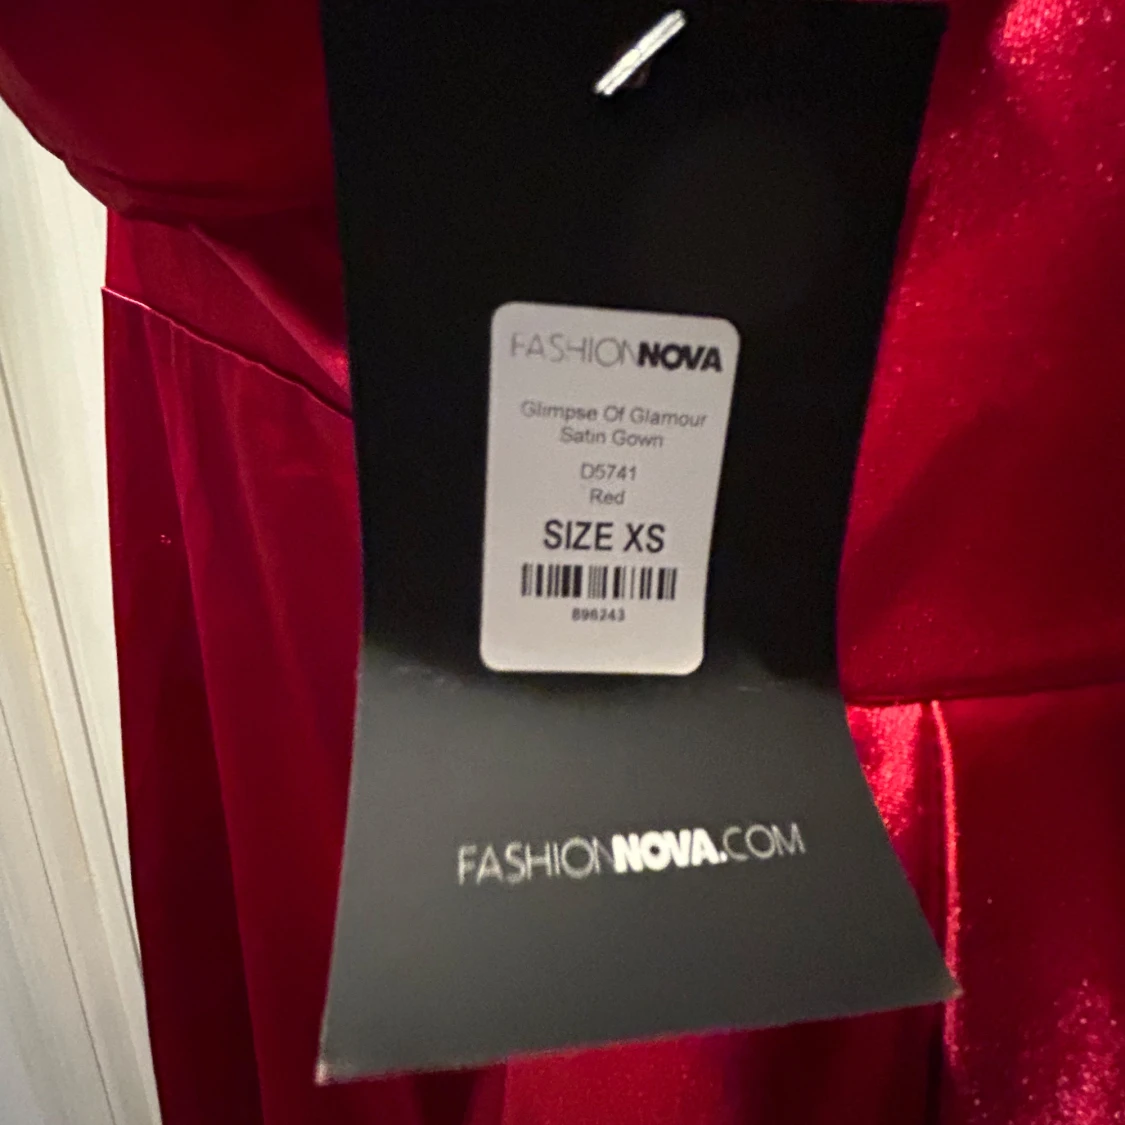 FASHIONNOVA
Glimpse Of Glamour
Satin Gown
D5741
Red
SIZE XS
896243
FASHIONNOVA.COM